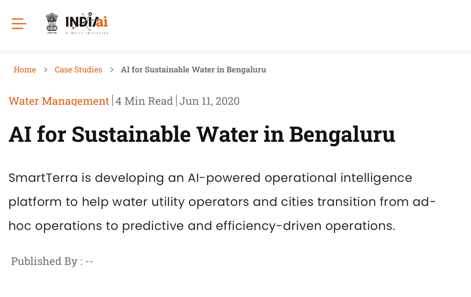 INDIAai
Home > Case Studies > AI for Sustainable Water in Bengaluru
Water Management | 4 Min Read | Jun 11, 2020
AI for Sustainable Water in Bengaluru
SmartTerra is developing an AI-powered operational intelligence
platform to help water utility operators and cities transition from ad-
hoc operations to predictive and efficiency-driven operations.
Published By : --